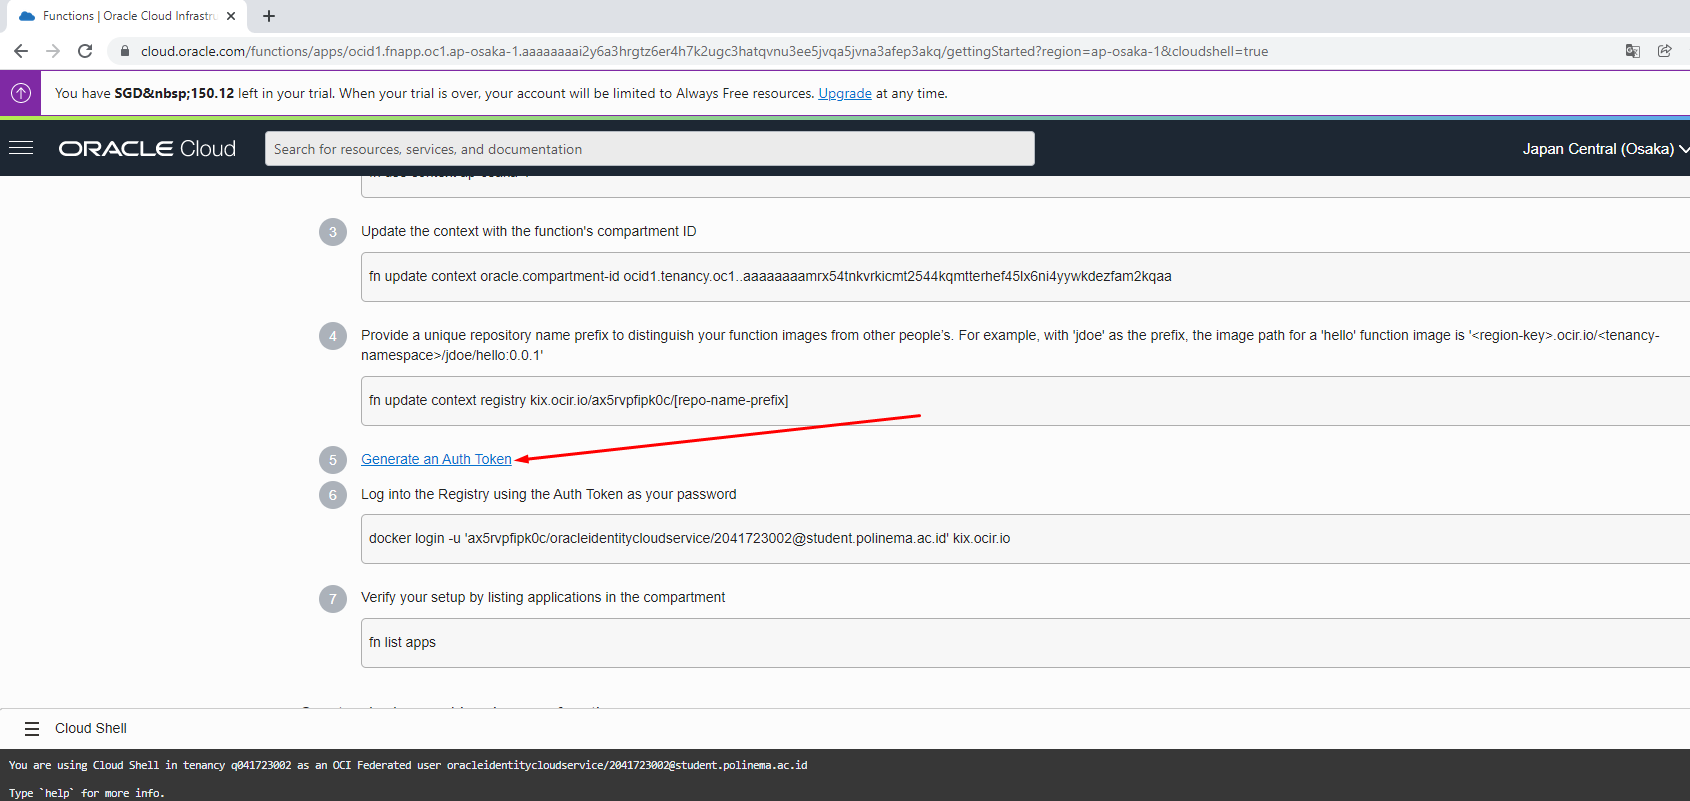 Functions | Oracle Cloud Infrastru
cloud.oracle.com/functions/apps/ocid1.fnapp.oc1.ap-osaka-1.aaaaaaaai2y6a3hrgtz6er4h7k2ugc3hatqvnu3ee5jvqa5jvna3afep3akq/gettingStarted?region=ap-osaka-1&cloudshell=true
You have SGD&nbsp;150.12 left in your trial. When your trial is over, your account will be limited to Always Free resources. Upgrade at any time.
ORACLE Cloud
Search for resources, services, and documentation
Japan Central (Osaka)
3
Update the context with the function's compartment ID
fn update context oracle.compartment-id ocid1.tenancy.oc1..aaaaaaaamrx54tnkvrkicmt2544kqmtterhef45lx6ni4yywkdezfam2kqaa
4
Provide a unique repository name prefix to distinguish your function images from other people's. For example, with 'jdoe' as the prefix, the image path for a 'hello' function image is '<region-key>.ocir.io/<tenancy-
namespace>/jdoe/hello:0.0.1'
fn update context registry kix.ocir.io/ax5rvpfipk0c/[repo-name-prefix]
5
Generate an Auth Token
6
Log into the Registry using the Auth Token as your password
docker login -u 'ax5rvpfipk0c/oracleidentitycloudservice/2041723002@student.polinema.ac.id' kix.ocir.io
7
Verify your setup by listing applications in the compartment
fn list apps
Cloud Shell
You are using Cloud Shell in tenancy q041723002 as an OCI Federated user oracleidentitycloudservice/2041723002@student.polinema.ac.id
Type `help` for more info.